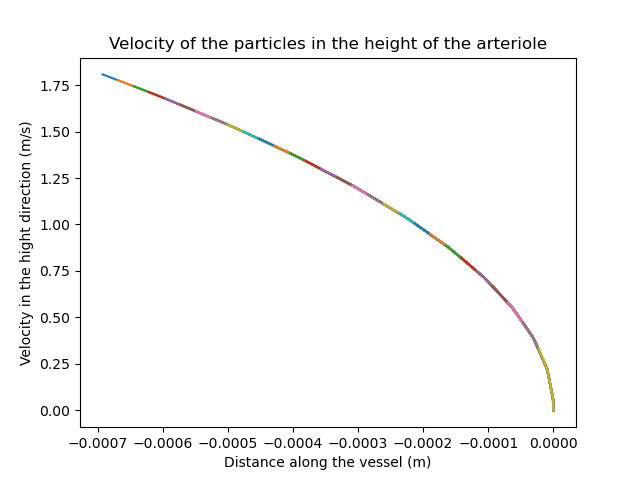 Velocity of the particles in the height of the arteriole
Velocity in the hight direction (m/s)
1.75
1.50
1.25
1.00
0.75
0.50
0.25
0.00
−0.0007 −0.0006 −0.0005 −0.0004 −0.0003 −0.0002 −0.0001 0.0000
Distance along the vessel (m)